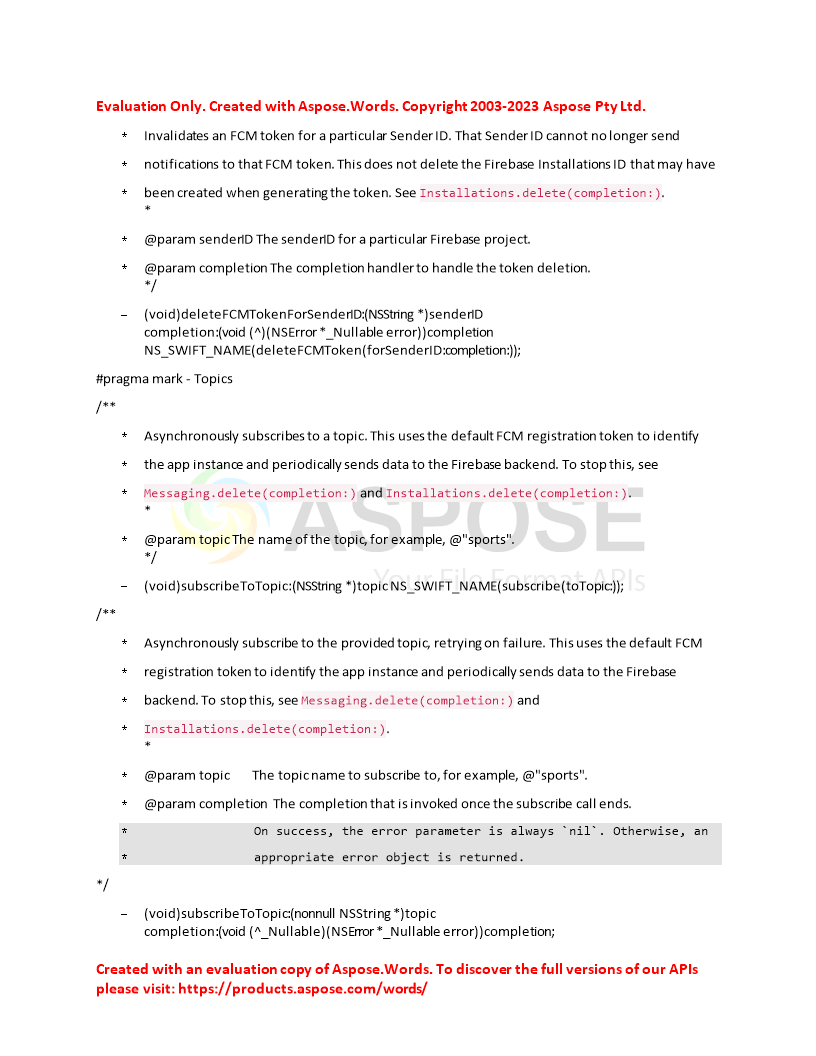 Evaluation Only. Created with Aspose.Words. Copyright 2003-2023 Aspose Pty Ltd.
* Invalidates an FCM token for a particular Sender ID. That Sender ID cannot no longer send
* notifications to that FCM token. This does not delete the Firebase Installations ID that may have
* been created when generating the token. See Installations.delete(completion:).
*
* @param senderID The senderID for a particular Firebase project.
* @param completion The completion handler to handle the token deletion.
*/
– (void)deleteFCMTokenForSenderID:(NSString *)senderID
completion:(void (^)(NSError *_Nullable error))completion
NS_SWIFT_NAME(deleteFCMToken(forSenderID:completion:));
#pragma mark - Topics
/**
* Asynchronously subscribes to a topic. This uses the default FCM registration token to identify
* the app instance and periodically sends data to the Firebase backend. To stop this, see
* Messaging.delete(completion:) and Installations.delete(completion:).
*
ASPOSE
* @param topic The name of the topic, for example, @"sports".
*/
Your File Format APIs
– (void)subscribeToTopic:(NSString *)topic NS_SWIFT_NAME(subscribe(toTopic:));
/**
* Asynchronously subscribe to the provided topic, retrying on failure. This uses the default FCM
* registration token to identify the app instance and periodically sends data to the Firebase
* backend. To stop this, see Messaging.delete(completion:) and
* Installations.delete(completion:).
*
* @param topic The topic name to subscribe to, for example, @"sports".
* @param completion The completion that is invoked once the subscribe call ends.
* On success, the error parameter is always `nil`. Otherwise, an
* appropriate error object is returned.
*/
– (void)subscribeToTopic:(nonnull NSString *)topic
completion:(void (^_Nullable)(NSError *_Nullable error))completion;
Created with an evaluation copy of Aspose.Words. To discover the full versions of our APIs
please visit: https://products.aspose.com/words/